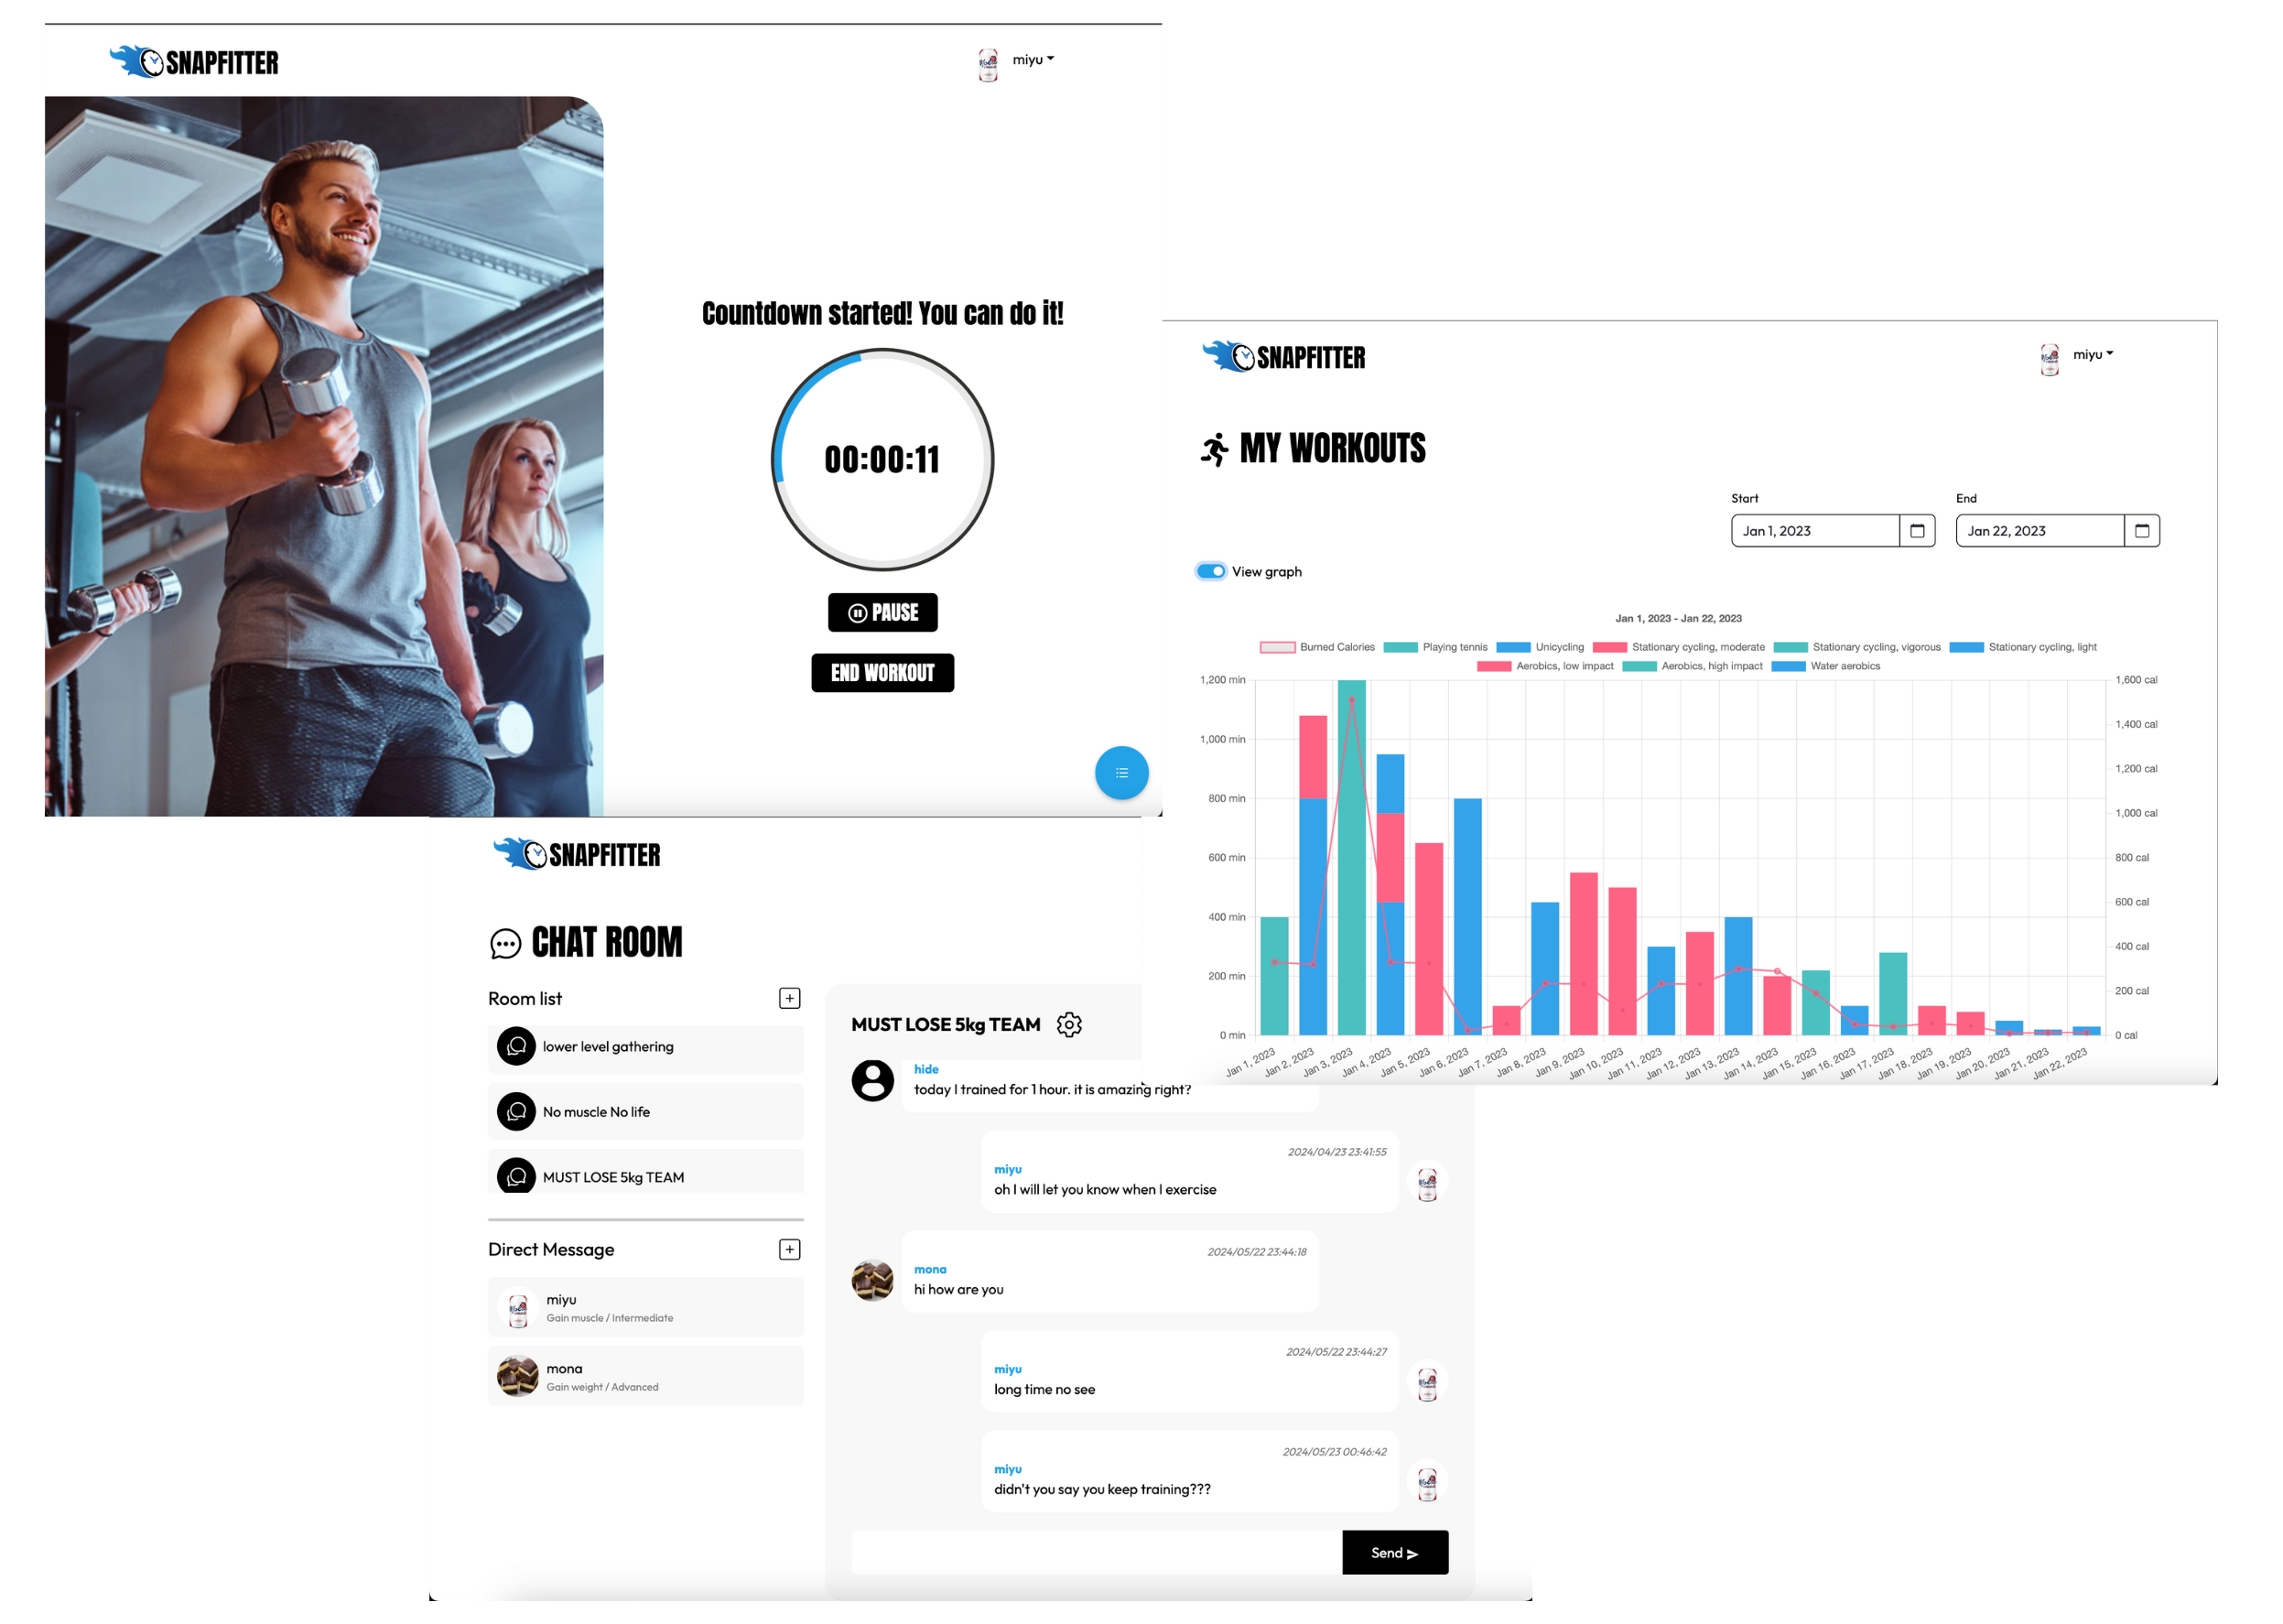 SNAPFITTER
miyu
Countdown started! You can do it!
00:00:11
PAUSE
END WORKOUT
SNAPFITTER
miyu
MY WORKOUTS
Start
End
Jan 1, 2023
Jan 22, 2023
View graph
Jan 1, 2023 - Jan 22, 2023
Burned Calories Playing tennis Unicycling Stationary cycling, moderate Stationary cycling, vigorous Stationary cycling, light
Aerobics, low impact Aerobics, high impact Water aerobics
1,200 min
1,000 min
800 min
600 min
400 min
200 min
0 min
1,600 cal
1,400 cal
1,200 cal
1,000 cal
800 cal
600 cal
400 cal
200 cal
0 cal
Jan 1, 2023
Jan 2, 2023
Jan 3, 2023
Jan 4, 2023
Jan 5, 2023
Jan 6, 2023
Jan 7, 2023
Jan 8, 2023
Jan 9, 2023
Jan 10, 2023
Jan 11, 2023
Jan 12, 2023
Jan 13, 2023
Jan 14, 2023
Jan 15, 2023
Jan 16, 2023
Jan 17, 2023
Jan 18, 2023
Jan 19, 2023
Jan 20, 2023
Jan 21, 2023
Jan 22, 2023
SNAPFITTER
CHAT ROOM
Room list
lower level gathering
No muscle No life
MUST LOSE 5kg TEAM
Direct Message
miyu
Gain muscle / Intermediate
mona
Gain weight / Advanced
MUST LOSE 5kg TEAM
hide
today I trained for 1 hour. it is amazing right?
2024/04/23 23:41:55
miyu
oh I will let you know when I exercise
2024/05/22 23:44:18
mona
hi how are you
2024/05/22 23:44:27
miyu
long time no see
2024/05/23 00:46:42
miyu
didn't you say you keep training???
Send